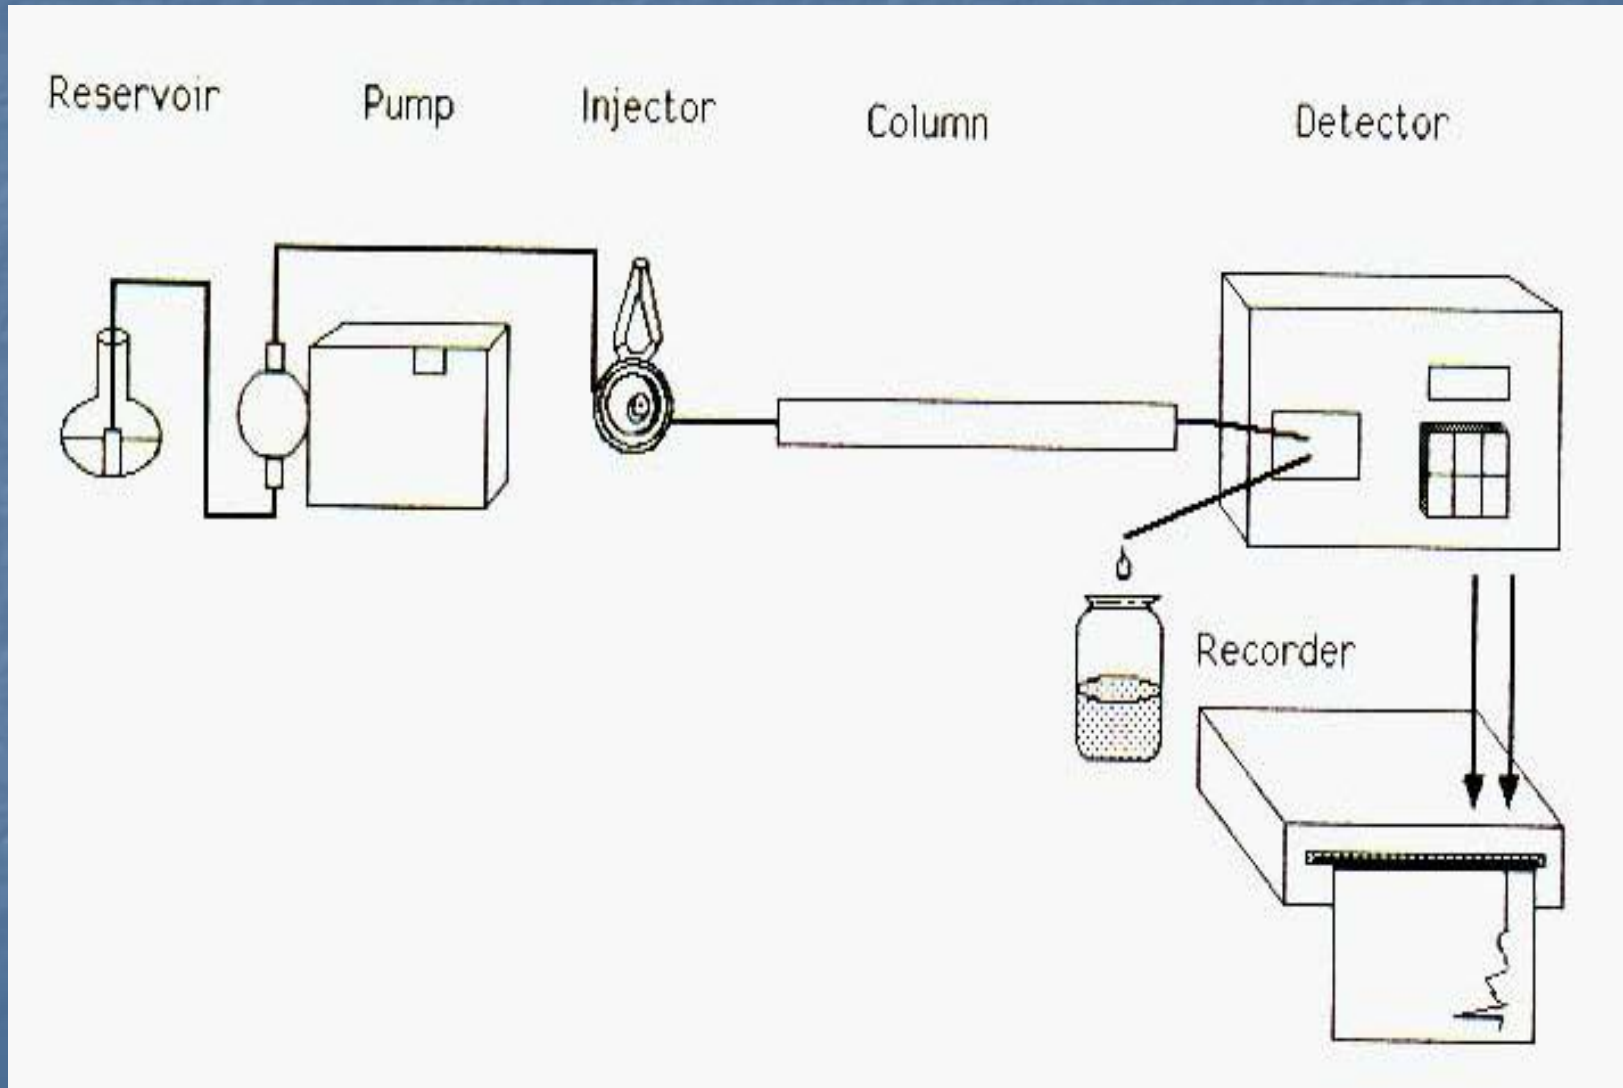 Reservoir
Pump
Injector
Column
Detector
Recorder